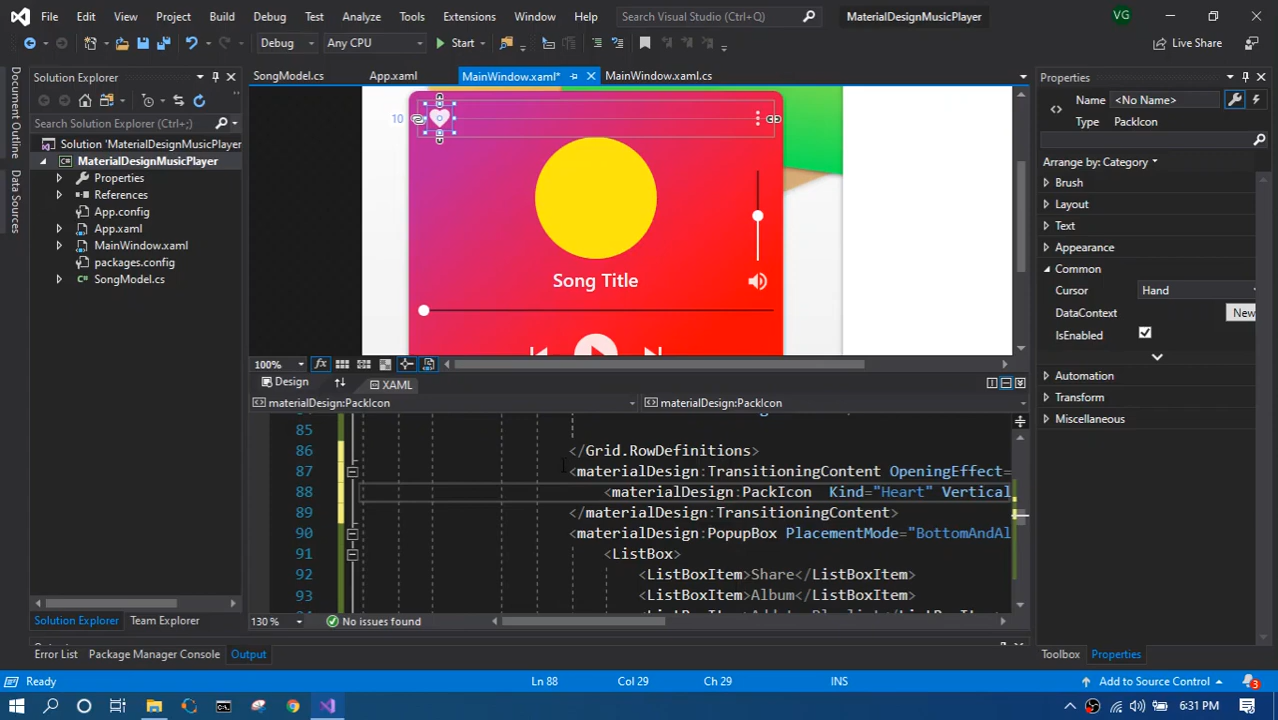 File Edit View Project Build Debug Test Analyze Tools Extensions Window Help Search Visual Studio (Ctrl+Q) MaterialDesignMusicPlayer VG
Debug Any CPU Start Live Share
Document Outline
Data Sources
Solution Explorer
Search Solution Explorer (Ctrl+;)
Solution 'MaterialDesignMusicPlayer'
MaterialDesignMusicPlayer
Properties
References
App.config
App.xaml
MainWindow.xaml
packages.config
SongModel.cs
Solution Explorer Team Explorer
SongModel.cs App.xaml MainWindow.xaml* MainWindow.xaml.cs
10
Song Title
100%
Design XAML
materialDesign:PackIcon materialDesign:PackIcon
85
86 </Grid.RowDefinitions>
87 <materialDesign:TransitioningContent OpeningEffect=
88 <materialDesign:PackIcon Kind="Heart" Vertical
89 </materialDesign:TransitioningContent>
90 <materialDesign:PopupBox PlacementMode="BottomAndAl
91 <ListBox>
92 <ListBoxItem>Share</ListBoxItem>
93 <ListBoxItem>Album</ListBoxItem>
130 % No issues found
Properties
Name <No Name>
Type PackIcon
Arrange by: Category
Brush
Layout
Text
Appearance
Common
Cursor Hand
DataContext New
IsEnabled
Automation
Transform
Miscellaneous
Toolbox Properties
Error List Package Manager Console Output
Ready Ln 88 Col 29 Ch 29 INS Add to Source Control 3
6:31 PM